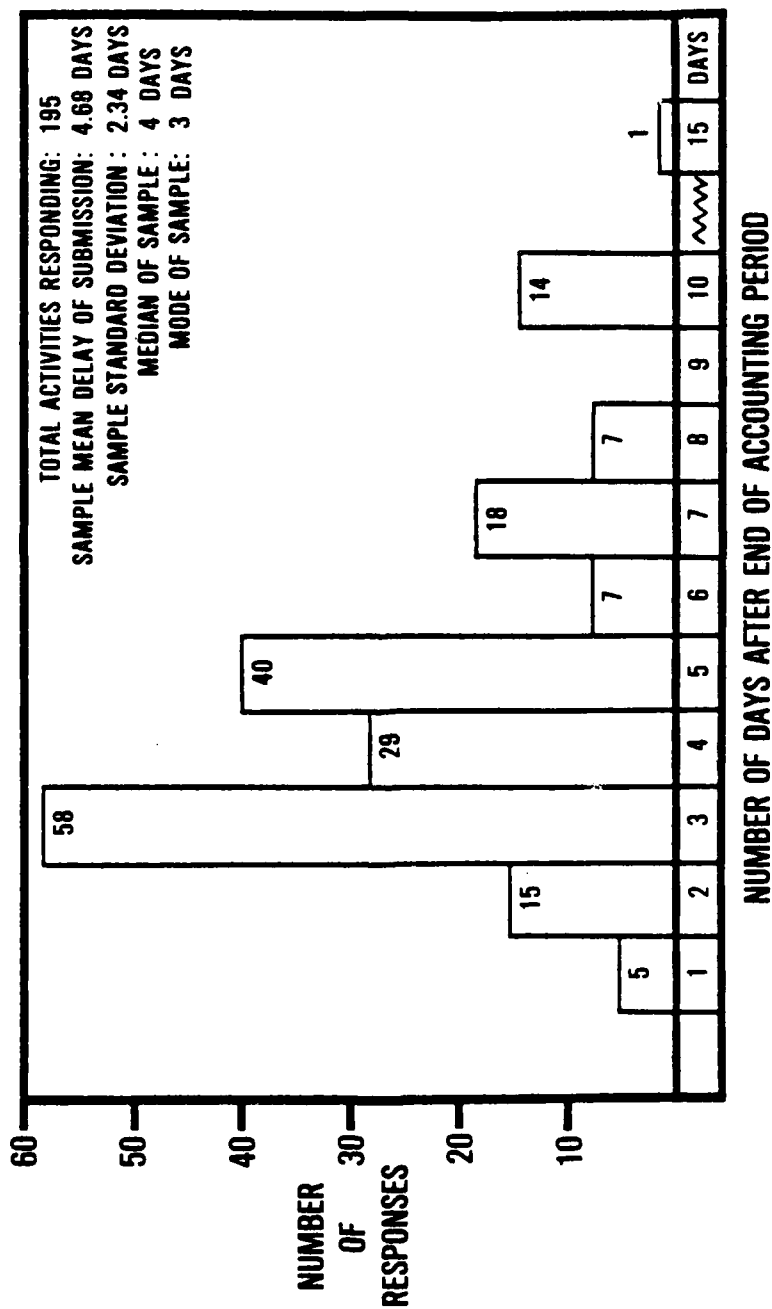 TOTAL ACTIVITIES RESPONDING: 195
SAMPLE MEAN DELAY OF SUBMISSION: 4.68 DAYS
SAMPLE STANDARD DEVIATION: 2.34 DAYS
MEDIAN OF SAMPLE: 4 DAYS
MODE OF SAMPLE: 3 DAYS
NUMBER
OF
RESPONSES
60
50
40
30
20
10
5
15
58
29
40
7
18
7
14
1
1 2 3 4 5 6 7 8 9 10 15 DAYS
NUMBER OF DAYS AFTER END OF ACCOUNTING PERIOD